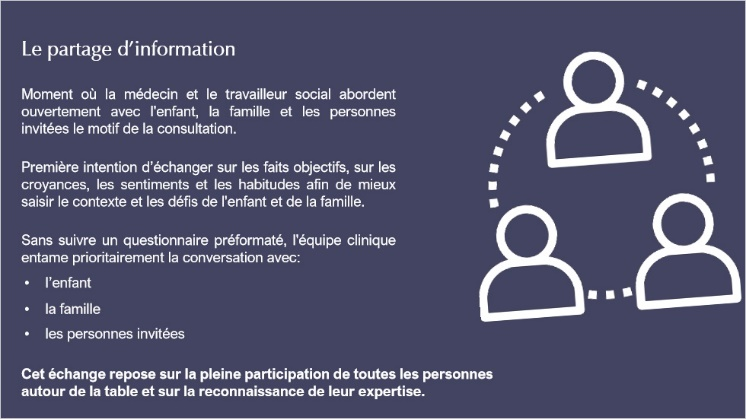 Le partage d'information
Moment où la médecin et le travailleur social abordent
ouvertement avec l'enfant, la famille et les personnes
invitées le motif de la consultation.
Première intention d'échanger sur les faits objectifs, sur les
croyances, les sentiments et les habitudes afin de mieux
saisir le contexte et les défis de l'enfant et de la famille.
Sans suivre un questionnaire préformaté, l'équipe clinique
entame prioritairement la conversation avec:
• l'enfant
• la famille
• les personnes invitées
Cet échange repose sur la pleine participation de toutes les personnes
autour de la table et sur la reconnaissance de leur expertise.